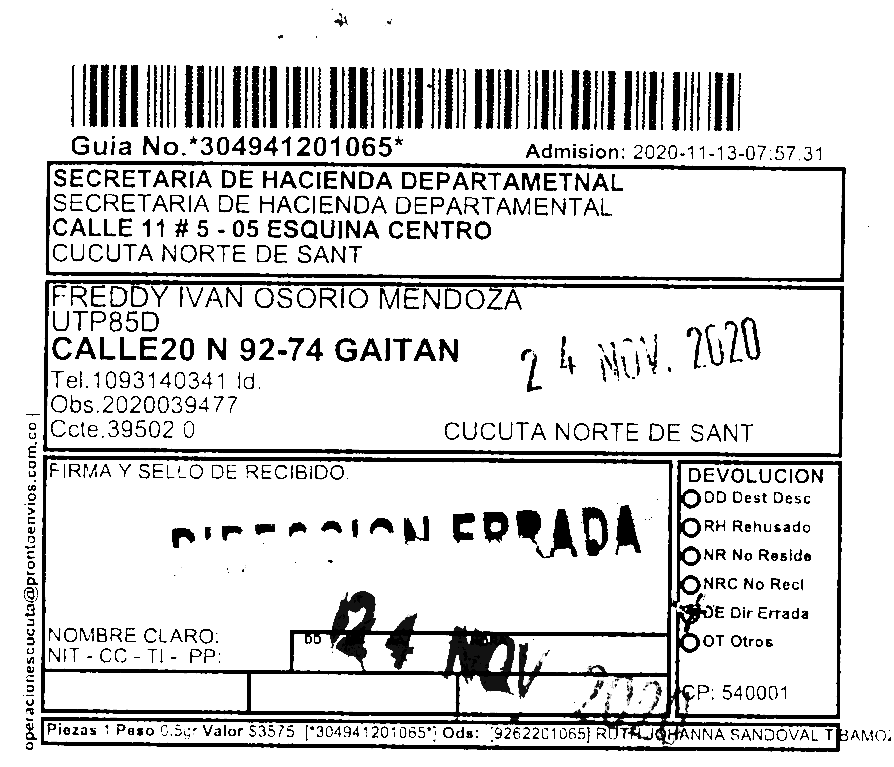 Guia No.*304941201065*
Admision: 2020-11-13-07:57:31
SECRETARIA DE HACIENDA DEPARTAMETNAL
SECRETARIA DE HACIENDA DEPARTAMENTAL
CALLE 11 # 5 - 05 ESQUINA CENTRO
CUCUTA NORTE DE SANT
FREDDY IVAN OSORIO MENDOZA
UTP85D
CALLE20 N 92-74 GAITAN
24 NOV. 2020
Tel.1093140341 Id.
Obs.2020039477
Ccte.39502 0
CUCUTA NORTE DE SANT
operacionescucuta@prontoenvios.com.co |
FIRMA Y SELLO DE RECIBIDO
DIRECCION ERRADA
NOMBRE CLARO:
NIT - CC - TI - PP:
24 NOV 2020
DEVOLUCION
DD Dest Desc
RH Rehusado
NR No Reside
NRC No Recl
DE Dir Errada
OT Otros
CP: 540001
Piezas 1 Peso 0.5gr Valor $3575 [*304941201065*] Ods: [9262201065] RUTH JOHANNA SANDOVAL